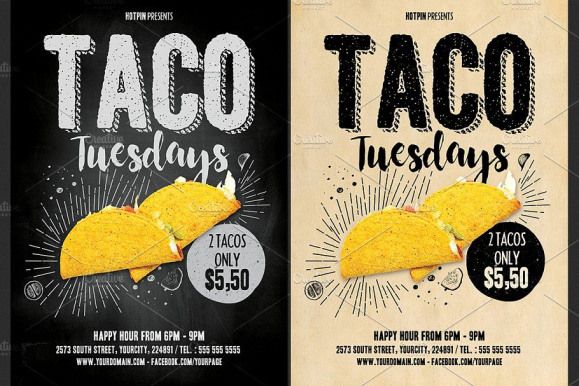 HOTPIN PRESENTS
TACO
Tuesdays
2 TACOS
ONLY
$5,50
HAPPY HOUR FROM 6PM - 9PM
2573 SOUTH STREET, YOURCITY, 224891 / TEL. : 555 555 5555
WWW.YOURDOMAIN.COM - FACEBOOK.COM/YOURPAGE
HOTPIN PRESENTS
TACO
Tuesdays
2 TACOS
ONLY
$5,50
HAPPY HOUR FROM 6PM - 9PM
2573 SOUTH STREET, YOURCITY, 224891 / TEL. : 555 555 5555
WWW.YOURDOMAIN.COM - FACEBOOK.COM/YOURPAGE